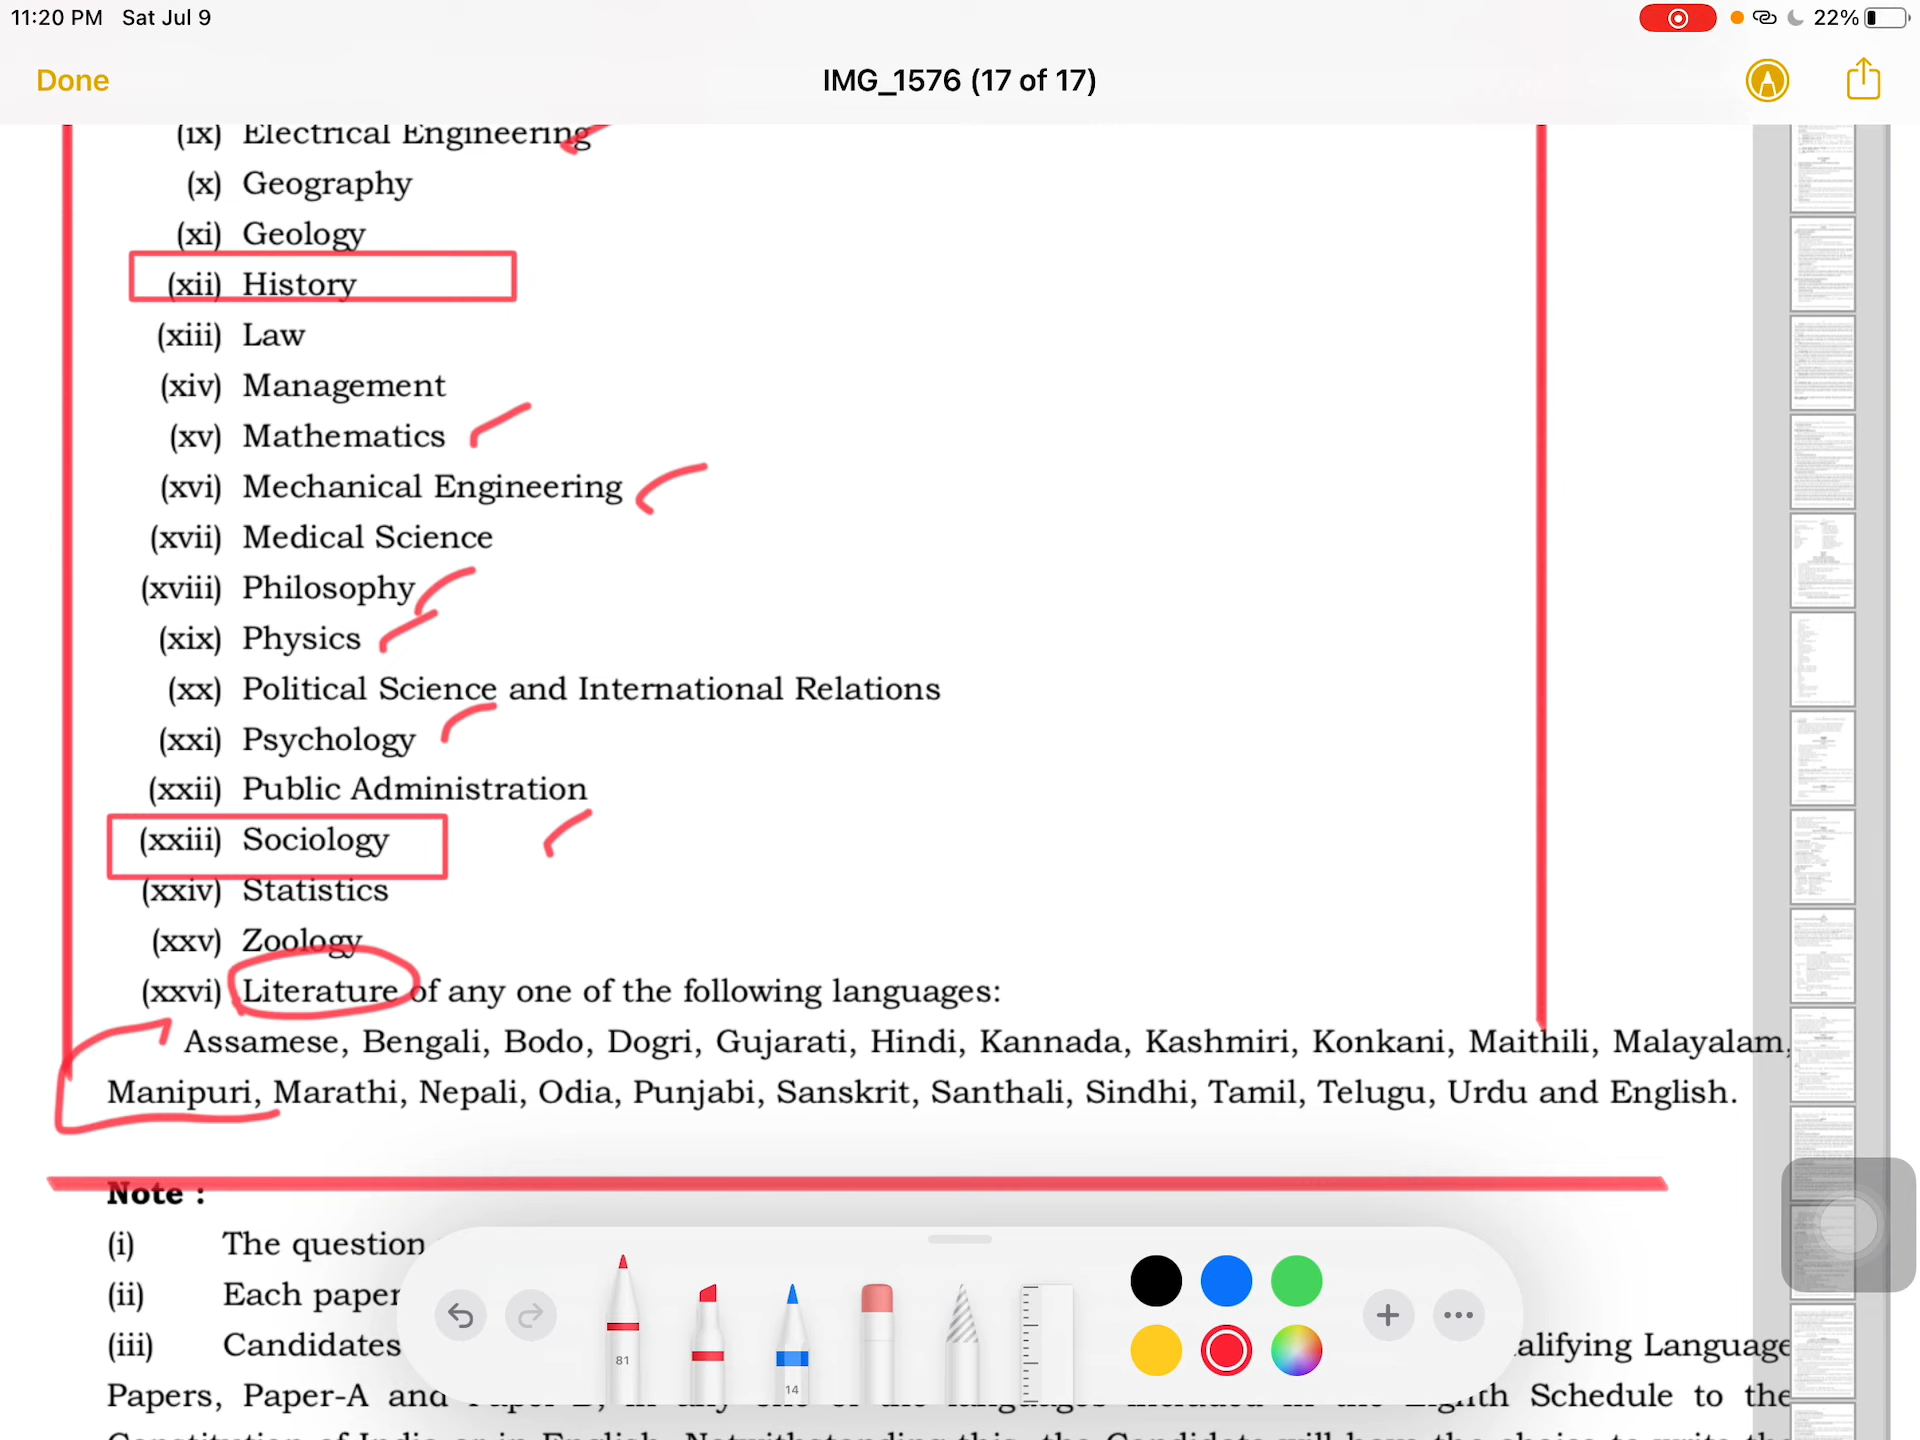 11:20 PM Sat Jul 9
22%
Done
IMG_1576 (17 of 17)
(ix) Electrical Engineering
(x) Geography
(xi) Geology
(xii) History
(xiii) Law
(xiv) Management
(xv) Mathematics
(xvi) Mechanical Engineering
(xvii) Medical Science
(xviii) Philosophy
(xix) Physics
(xx) Political Science and International Relations
(xxi) Psychology
(xxii) Public Administration
(xxiii) Sociology
(xxiv) Statistics
(xxv) Zoology
(xxvi) Literature of any one of the following languages:
Assamese, Bengali, Bodo, Dogri, Gujarati, Hindi, Kannada, Kashmiri, Konkani, Maithili, Malayalam,
Manipuri, Marathi, Nepali, Odia, Punjabi, Sanskrit, Santhali, Sindhi, Tamil, Telugu, Urdu and English.
Note :
(i) The question
(ii) Each paper
(iii) Candidates alifying Language
Papers, Paper-A and Schedule to the
81
14